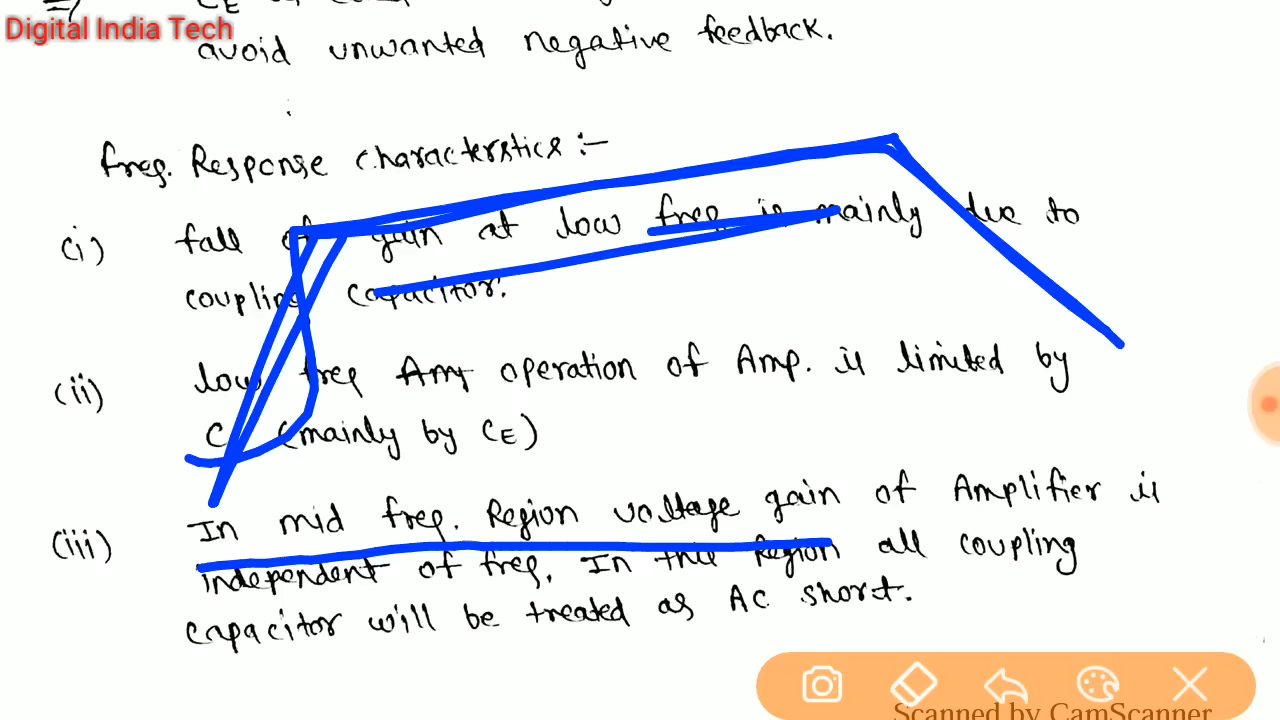 Digital India Tech
CE
avoid unwanted negative feedback.
freq. Response characterstics :-
(i) fall of gain at low freq is mainly due to
coupling capacitor.
(ii) low freq operation of Amp. is limited by
C (mainly by CE)
(iii) In mid freq. Region voltage gain of Amplifier is
independent of freq. In this Region all coupling
capacitor will be treated as AC short.
Scanned by CamScanner